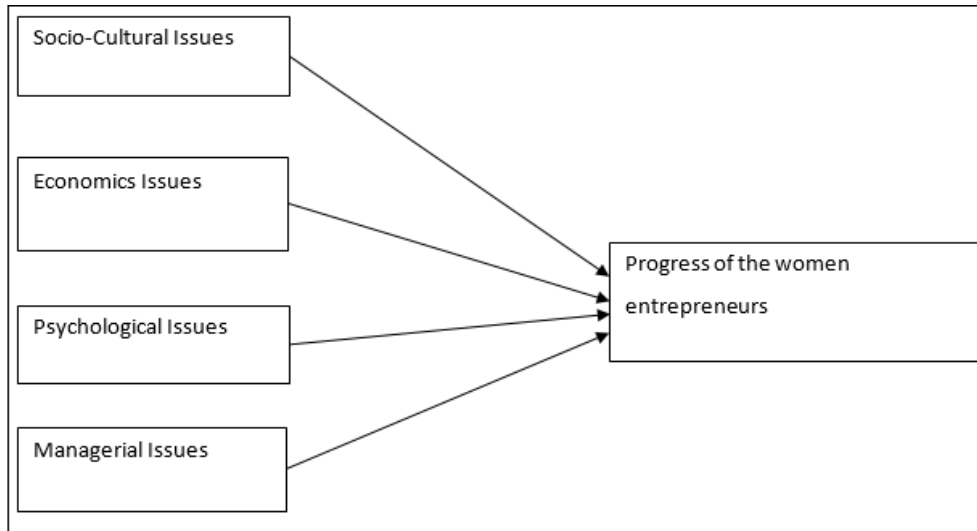 Socio-Cultural Issues
Economics Issues
Psychological Issues
Managerial Issues
Progress of the women
entrepreneurs